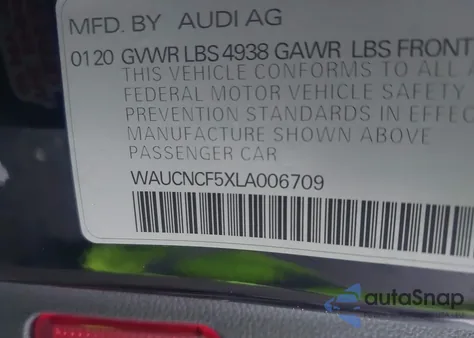 MFD. BY AUDI AG
0120 GVWR LBS 4938 GAWR LBS FRONT
THIS VEHICLE CONFORMS TO ALL A
FEDERAL MOTOR VEHICLE SAFETY
PREVENTION STANDARDS IN EFFEC
MANUFACTURE SHOWN ABOVE
PASSENGER CAR
WAUCNCF5XLA006709
autoSnap